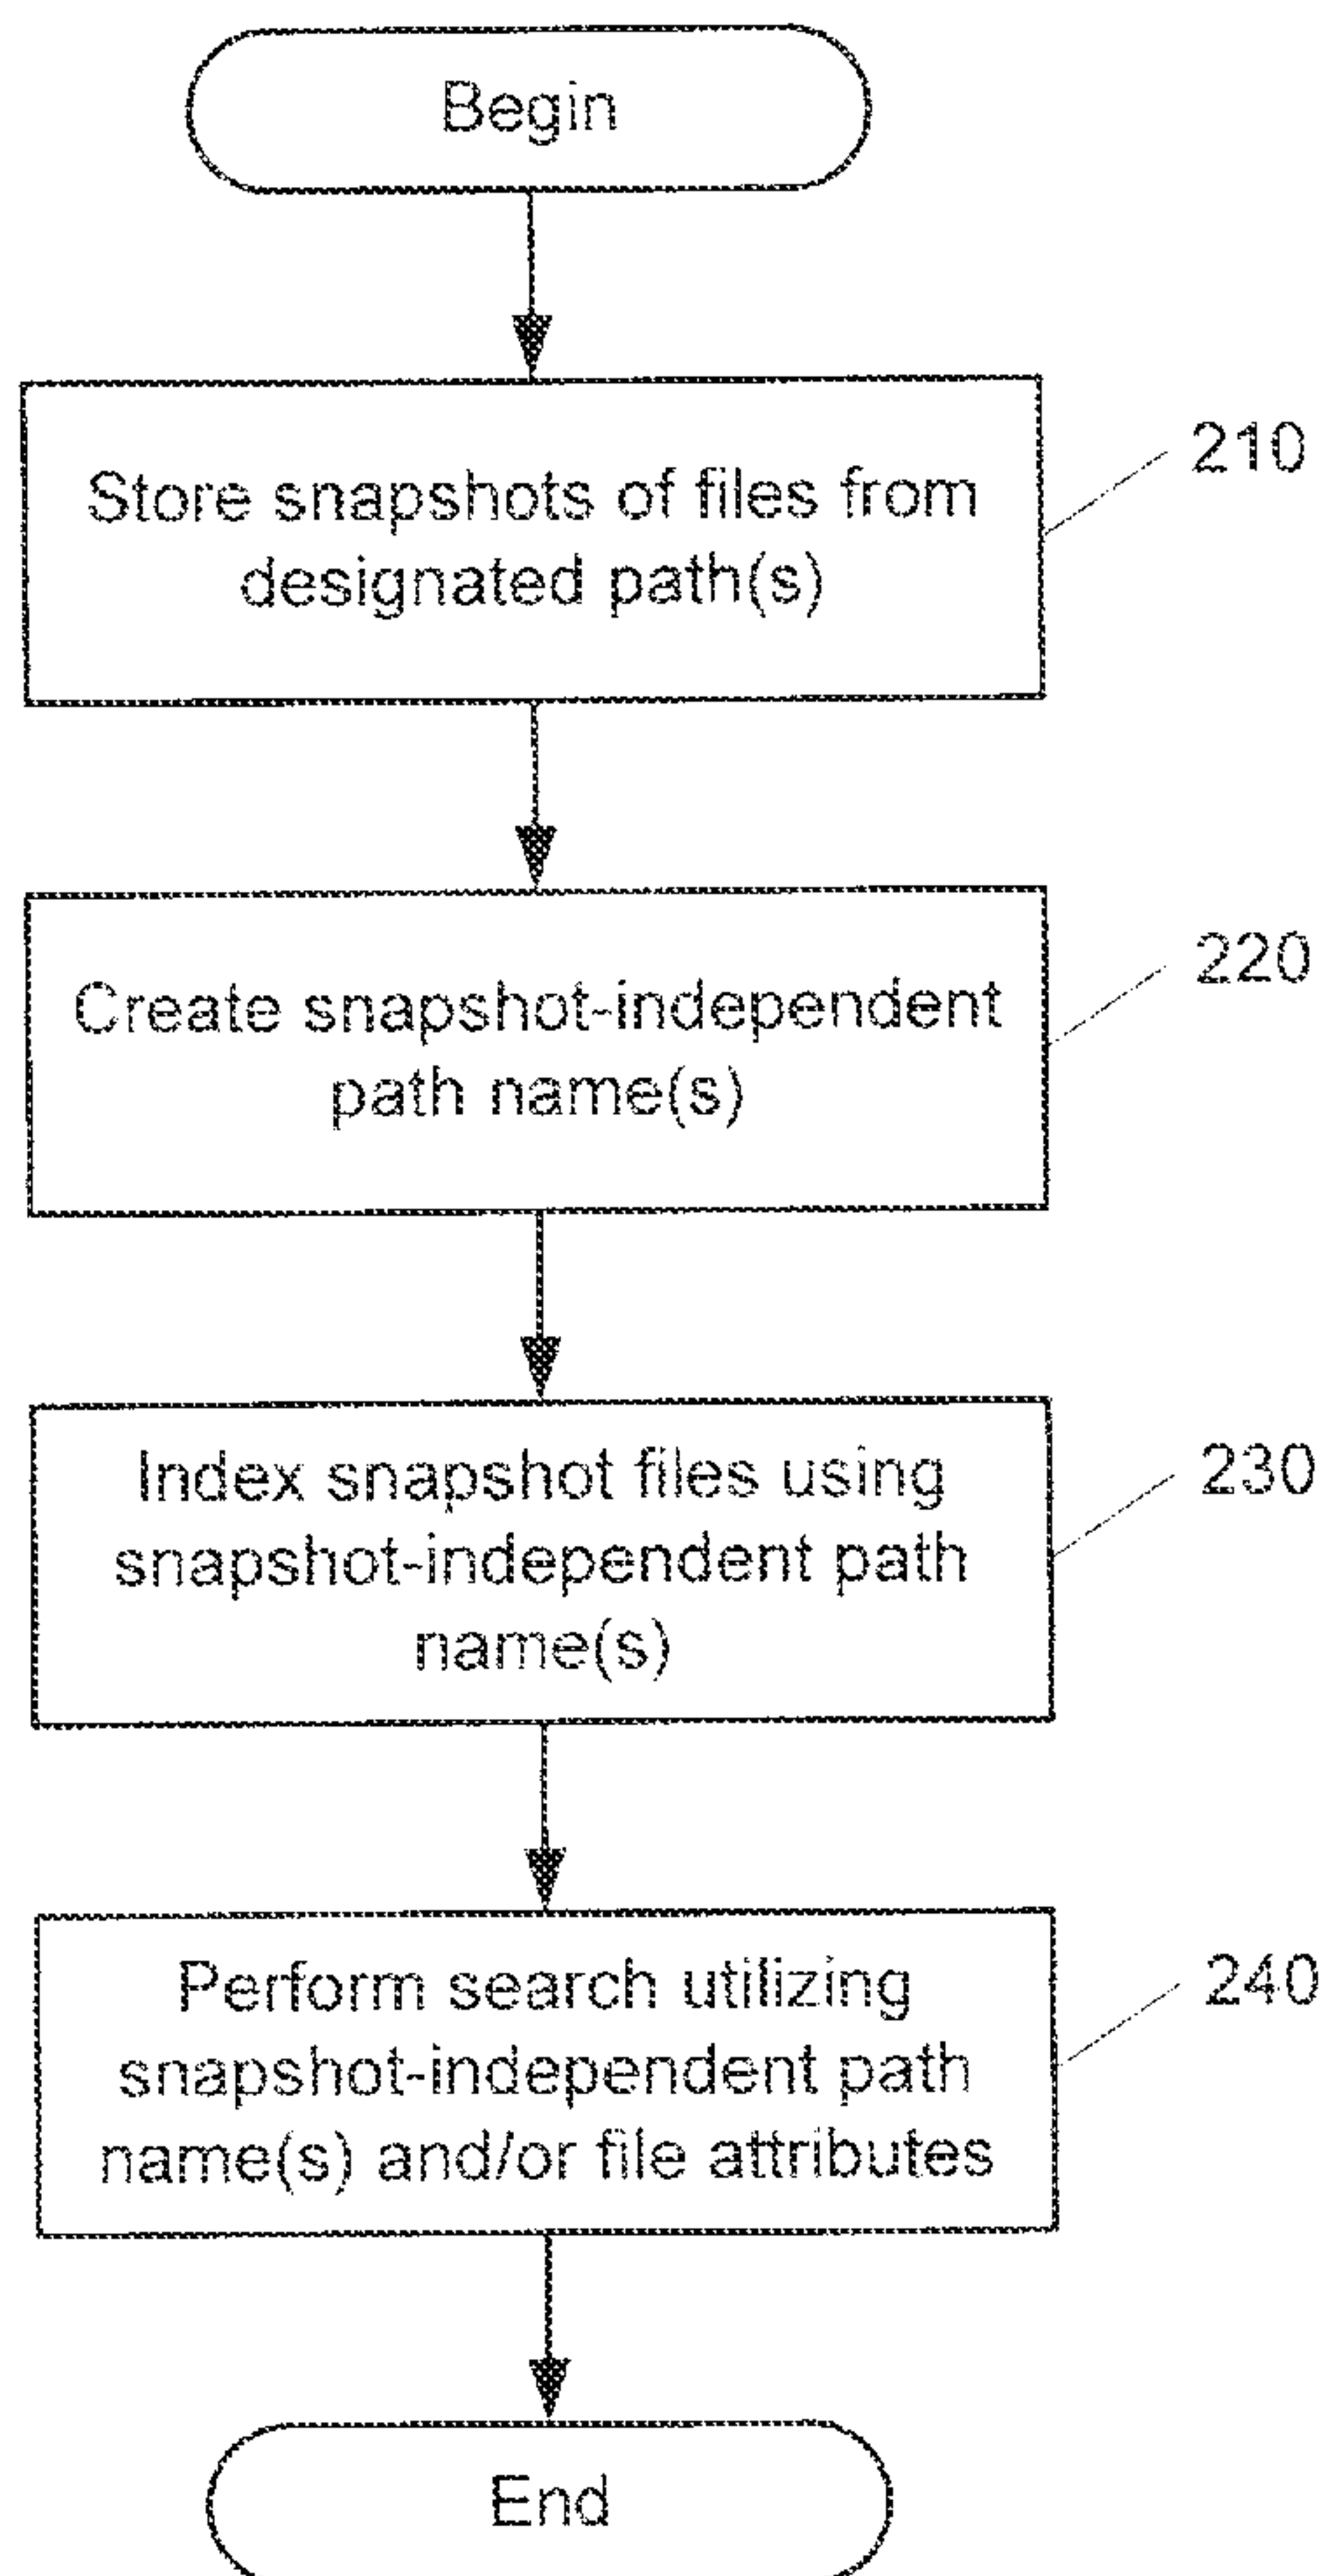 Begin
Store snapshots of files from
designated path(s)
210
Create snapshot-independent
path name(s)
220
Index snapshot files using
snapshot-independent path
name(s)
230
Perform search utilizing
snapshot-independent path
name(s) and/or file attributes
240
End